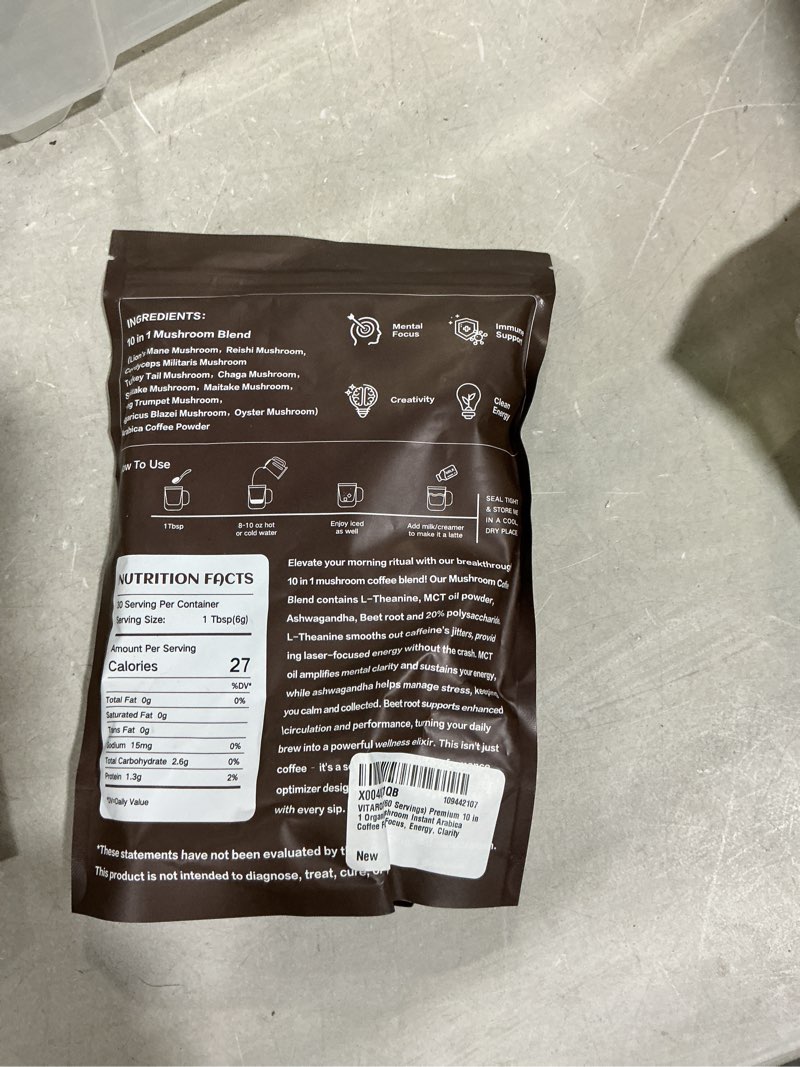 INGREDIENTS:
10 in 1 Mushroom Blend
(Lion's Mane Mushroom, Reishi Mushroom,
Cordyceps Militaris Mushroom
Turkey Tail Mushroom, Chaga Mushroom,
Mushroom, Maitake Mushroom,
Trumpet Mushroom,
Blazei Mushroom, Oyster Mushroom)
Coffee Powder
Mental
Focus
Immune
Support
Creativity
Clean
Energy
To Use
1Tbsp
8-10 oz hot
or cold water
Enjoy iced
as well
Add milk/creamer
to make it a latte
SEAL TIGHT
& STORE ME
IN A COOL,
DRY PLACE
NUTRITION FACTS
Serving Per Container
Serving Size: 1 Tbsp(6g)
Amount Per Serving
Calories 27
%DV*
Total Fat 0g 0%
Saturated Fat 0g
Trans Fat 0g
Sodium 15mg 0%
Total Carbohydrate 2.6g 0%
Protein 1.3g 2%
*DV=Daily Value
Elevate your morning ritual with our
10 in 1 mushroom coffee blend! Our Mushroom
Blend contains L-Theanine, MCT oil powder,
Ashwagandha, Beet root and 20%
L-Theanine smooths out caffeine's jitters, provid
ing laser-focused energy without the crash. MCT
oil amplifies mental clarity and sustains your energy,
while ashwagandha helps manage stress, keeping
you calm and collected. Beet root supports enhanced
circulation and performance, turning your daily
brew into a powerful wellness elixir. This isn't just
coffee - it's a
optimizer
with every sip.
109442107
Servings) Premium 10 in
Instant Arabica
Coffee Focus, Energy, Clarity
New
*These statements have not been evaluated by
This product is not intended to diagnose, treat, cure, or